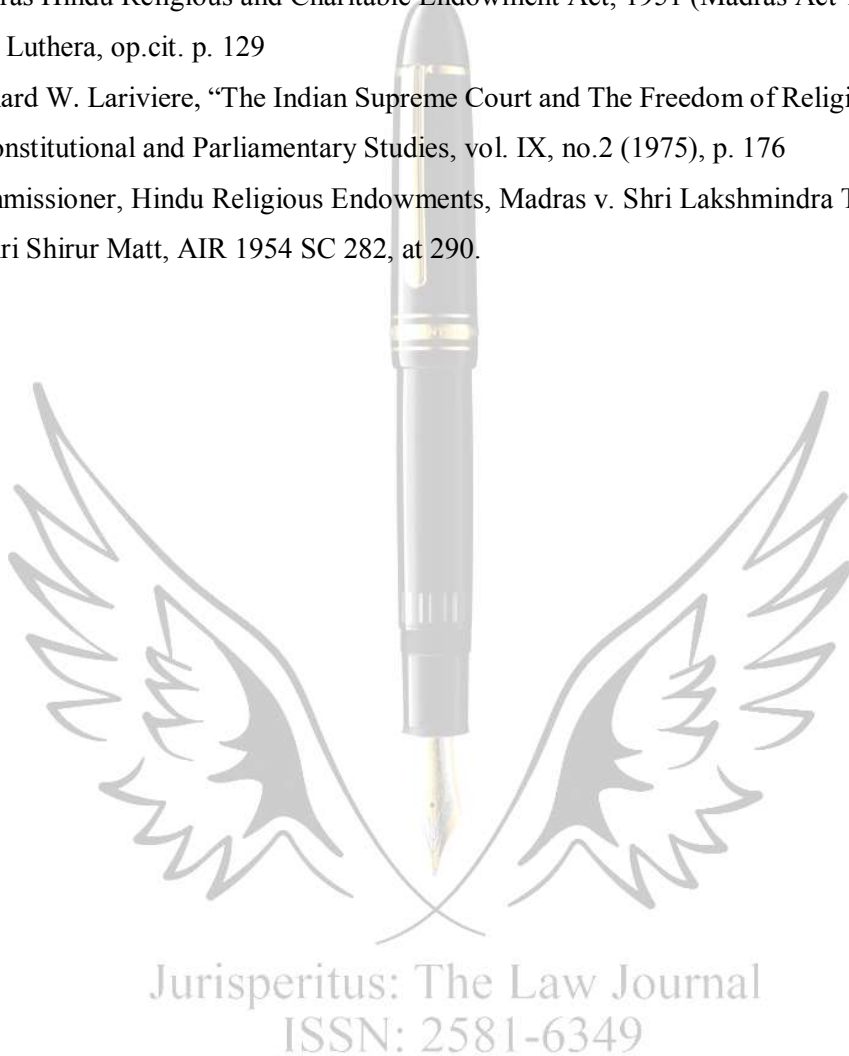 Hindu Religious and Charitable Endowment Act, 1951 (Madras Act
Luthera, op.cit. p. 129
ard W. Lariviere, “The Indian Supreme Court and The Freedom of Religi
onstitutional and Parliamentary Studies, vol. IX, no.2 (1975), p. 176
missioner, Hindu Religious Endowments, Madras v. Shri Lakshmindra T
ri Shirur Matt, AIR 1954 SC 282, at 290.
Jurisperitus: The Law Journal
ISSN: 2581-6349